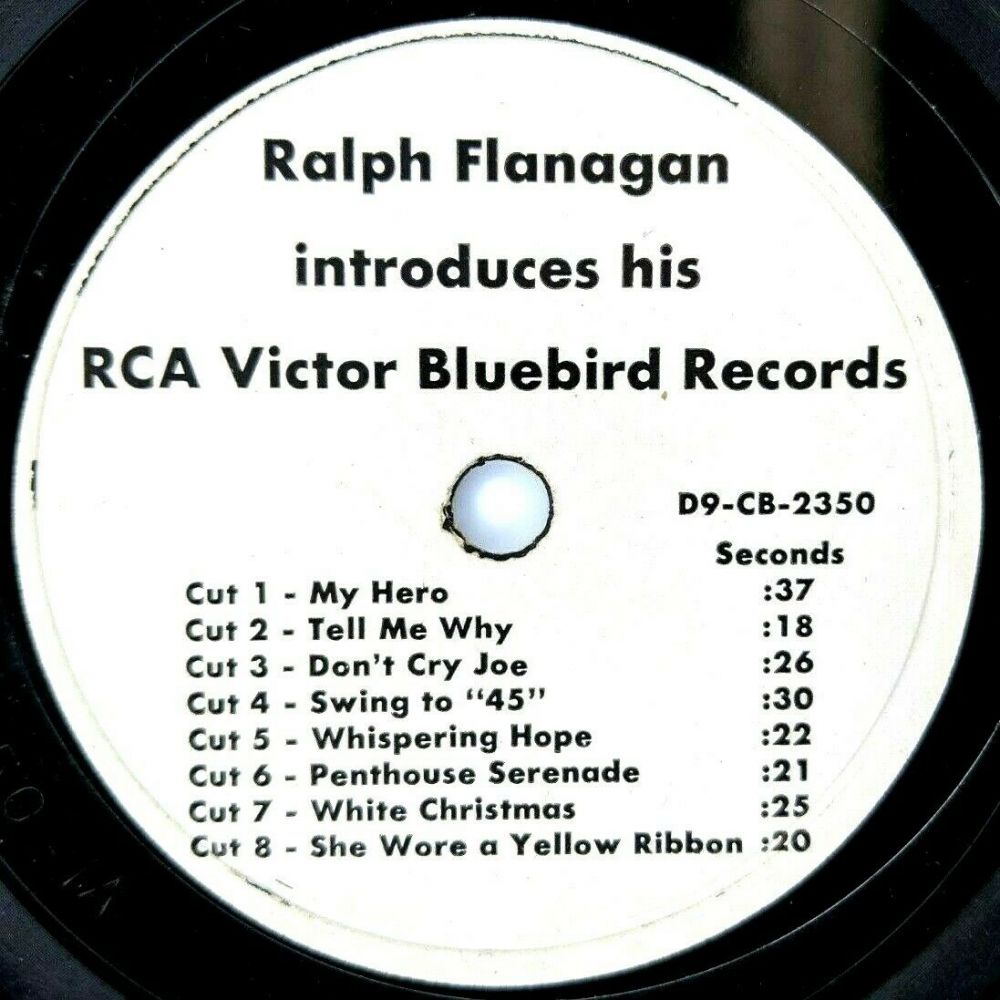 Ralph Flanagan
introduces his
RCA Victor Bluebird Records
D9-CB-2350
Seconds
Cut 1 - My Hero :37
Cut 2 - Tell Me Why :18
Cut 3 - Don't Cry Joe :26
Cut 4 - Swing to "45" :30
Cut 5 - Whispering Hope :22
Cut 6 - Penthouse Serenade :21
Cut 7 - White Christmas :25
Cut 8 - She Wore a Yellow Ribbon :20